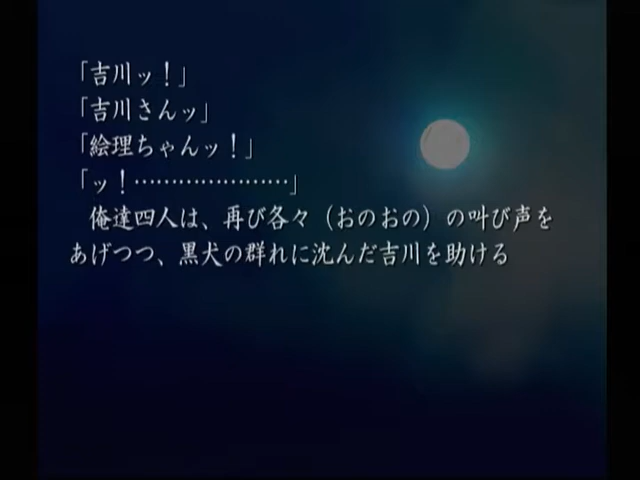 「吉川ッ！」
「吉川さんッ」
「絵理ちゃんッ！」
「ッ！…………………」
　俺達四人は、再び各々（おのおの）の叫び声を
あげつつ、黒犬の群れに沈んだ吉川を助ける